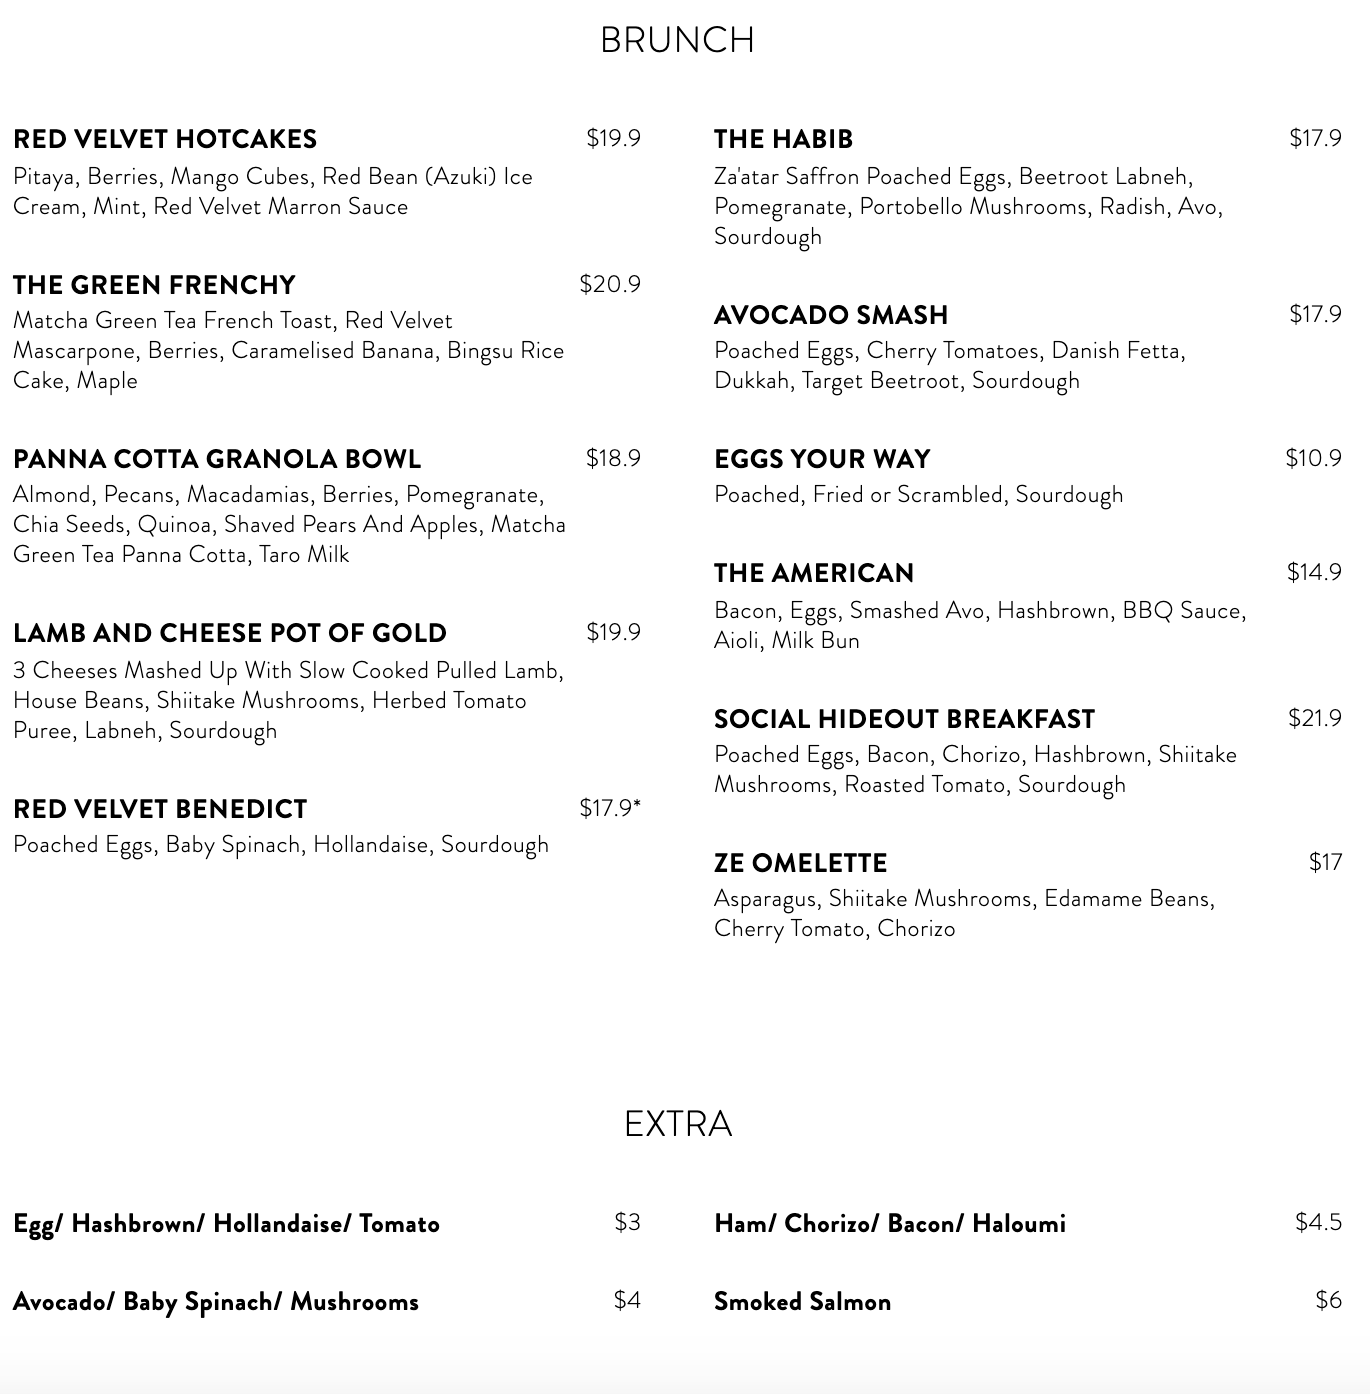 BRUNCH
RED VELVET HOTCAKES $19.9
Pitaya, Berries, Mango Cubes, Red Bean (Azuki) Ice
Cream, Mint, Red Velvet Marron Sauce
THE GREEN FRENCHY $20.9
Matcha Green Tea French Toast, Red Velvet
Mascarpone, Berries, Caramelised Banana, Bingsu Rice
Cake, Maple
PANNA COTTA GRANOLA BOWL $18.9
Almond, Pecans, Macadamias, Berries, Pomegranate,
Chia Seeds, Quinoa, Shaved Pears And Apples, Matcha
Green Tea Panna Cotta, Taro Milk
LAMB AND CHEESE POT OF GOLD $19.9
3 Cheeses Mashed Up With Slow Cooked Pulled Lamb,
House Beans, Shiitake Mushrooms, Herbed Tomato
Puree, Labneh, Sourdough
RED VELVET BENEDICT $17.9*
Poached Eggs, Baby Spinach, Hollandaise, Sourdough
THE HABIB $17.9
Za'atar Saffron Poached Eggs, Beetroot Labneh,
Pomegranate, Portobello Mushrooms, Radish, Avo,
Sourdough
AVOCADO SMASH $17.9
Poached Eggs, Cherry Tomatoes, Danish Fetta,
Dukkah, Target Beetroot, Sourdough
EGGS YOUR WAY $10.9
Poached, Fried or Scrambled, Sourdough
THE AMERICAN $14.9
Bacon, Eggs, Smashed Avo, Hashbrown, BBQ Sauce,
Aioli, Milk Bun
SOCIAL HIDEOUT BREAKFAST $21.9
Poached Eggs, Bacon, Chorizo, Hashbrown, Shiitake
Mushrooms, Roasted Tomato, Sourdough
ZE OMELETTE $17
Asparagus, Shiitake Mushrooms, Edamame Beans,
Cherry Tomato, Chorizo
EXTRA
Egg/ Hashbrown/ Hollandaise/ Tomato $3
Avocado/ Baby Spinach/ Mushrooms $4
Ham/ Chorizo/ Bacon/ Haloumi $4.5
Smoked Salmon $6